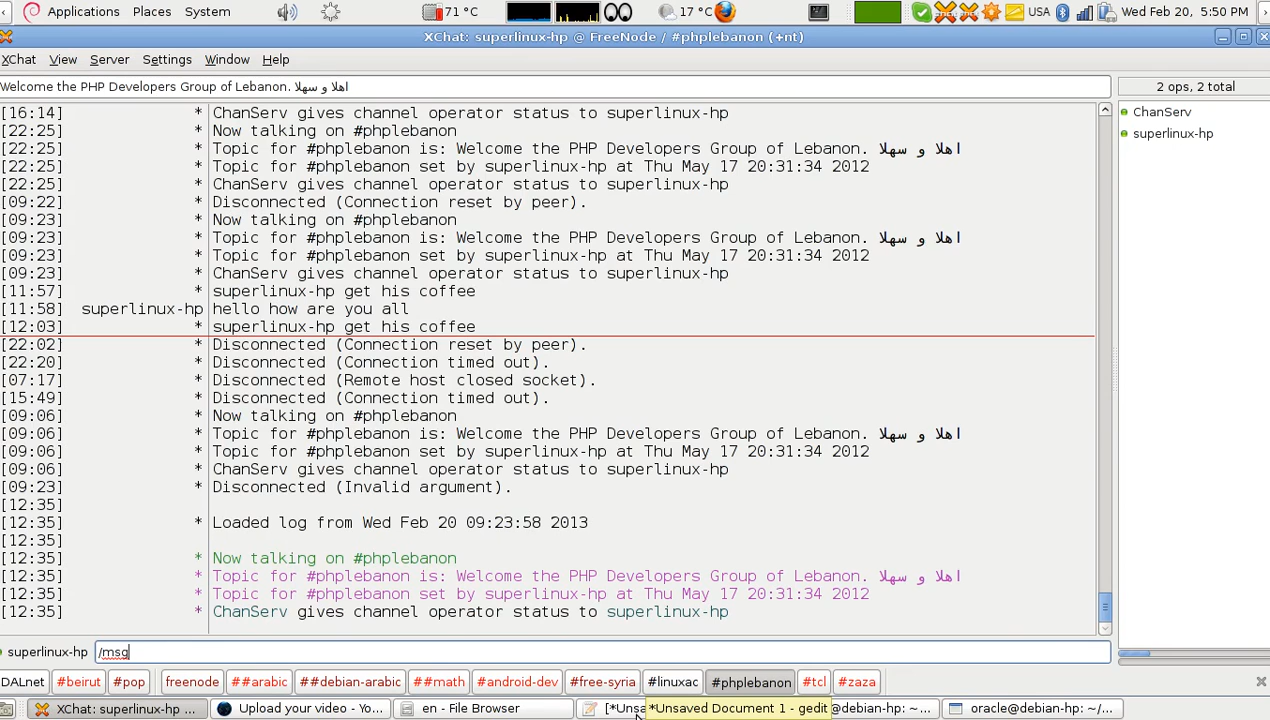 Applications Places System 71 °C 17 °C USA Wed Feb 20, 5:50 PM
XChat: superlinux-hp @ FreeNode / #phplebanon (+nt)
XChat View Server Settings Window Help
Welcome the PHP Developers Group of Lebanon. اهلا و سهلا
2 ops, 2 total
ChanServ
superlinux-hp
[16:14] * ChanServ gives channel operator status to superlinux-hp
[22:25] * Now talking on #phplebanon
[22:25] * Topic for #phplebanon is: Welcome the PHP Developers Group of Lebanon. اهلا و سهلا
[22:25] * Topic for #phplebanon set by superlinux-hp at Thu May 17 20:31:34 2012
[22:25] * ChanServ gives channel operator status to superlinux-hp
[09:22] * Disconnected (Connection reset by peer).
[09:23] * Now talking on #phplebanon
[09:23] * Topic for #phplebanon is: Welcome the PHP Developers Group of Lebanon. اهلا و سهلا
[09:23] * Topic for #phplebanon set by superlinux-hp at Thu May 17 20:31:34 2012
[09:23] * ChanServ gives channel operator status to superlinux-hp
[11:57] * superlinux-hp get his coffee
[11:58] superlinux-hp hello how are you all
[12:03] * superlinux-hp get his coffee
[22:02] * Disconnected (Connection reset by peer).
[22:20] * Disconnected (Connection timed out).
[07:17] * Disconnected (Remote host closed socket).
[15:49] * Disconnected (Connection timed out).
[09:06] * Now talking on #phplebanon
[09:06] * Topic for #phplebanon is: Welcome the PHP Developers Group of Lebanon. اهلا و سهلا
[09:06] * Topic for #phplebanon set by superlinux-hp at Thu May 17 20:31:34 2012
[09:06] * ChanServ gives channel operator status to superlinux-hp
[09:23] * Disconnected (Invalid argument).
[12:35]
[12:35] * Loaded log from Wed Feb 20 09:23:58 2013
[12:35]
[12:35] * Now talking on #phplebanon
[12:35] * Topic for #phplebanon is: Welcome the PHP Developers Group of Lebanon. اهلا و سهلا
[12:35] * Topic for #phplebanon set by superlinux-hp at Thu May 17 20:31:34 2012
[12:35] * ChanServ gives channel operator status to superlinux-hp
superlinux-hp /msg
DALnet #beirut #pop freenode ##arabic ##debian-arabic ##math #android-dev #free-syria #linuxac #phplebanon #tcl #zaza
XChat: superlinux-hp ... Upload your video - Yo... en - File Browser [*Unsa *Unsaved Document 1 - gedit @debian-hp: ~... oracle@debian-hp: ~/...